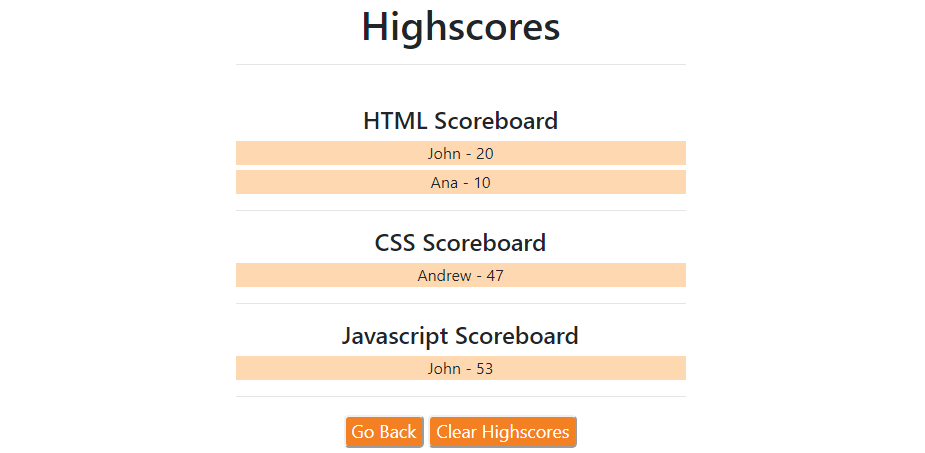 Highscores
HTML Scoreboard
John - 20
Ana - 10
CSS Scoreboard
Andrew - 47
Javascript Scoreboard
John - 53
Go Back Clear Highscores